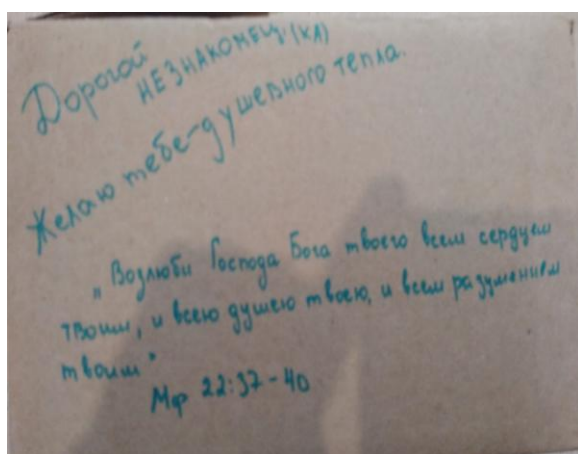 Дорогой
НЕЗНАКОМЕЦ.(КА)
Желаю тебе-душевного тепла.
„Возлюби Господа Бога твоего всем сердцем
твоим, и всею душею твоею, и всем разумением
твоим"
Мф 22:37-40